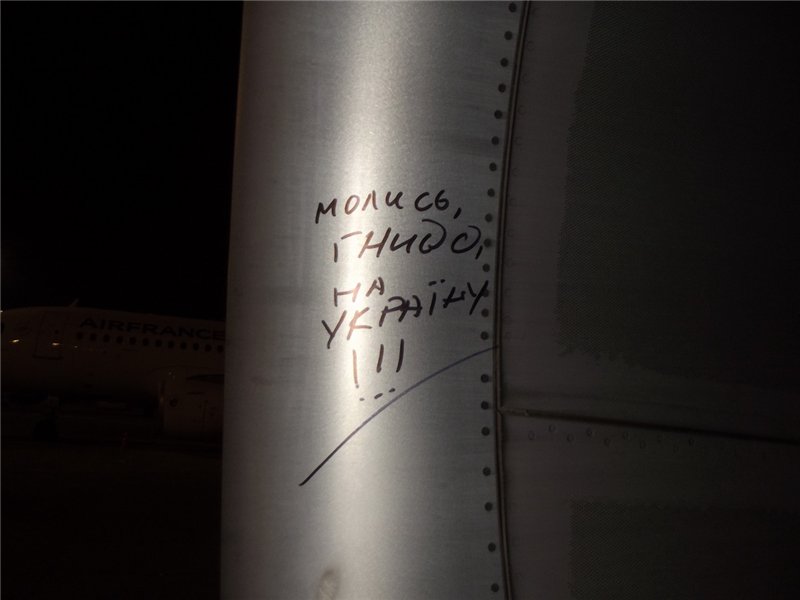 AIRFRANCE
МОЛИСЬ,
ГНИДО,
НА
УКРАЇНУ
!!!